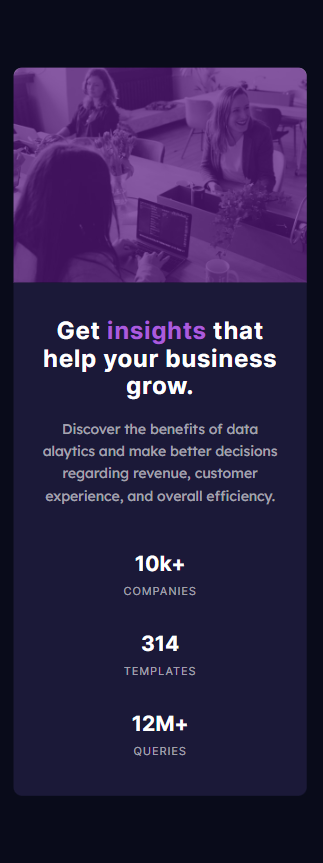 Get insights that
help your business
grow.
Discover the benefits of data
alaytics and make better decisions
regarding revenue, customer
experience, and overall efficiency.
10k+
COMPANIES
314
TEMPLATES
12M+
QUERIES